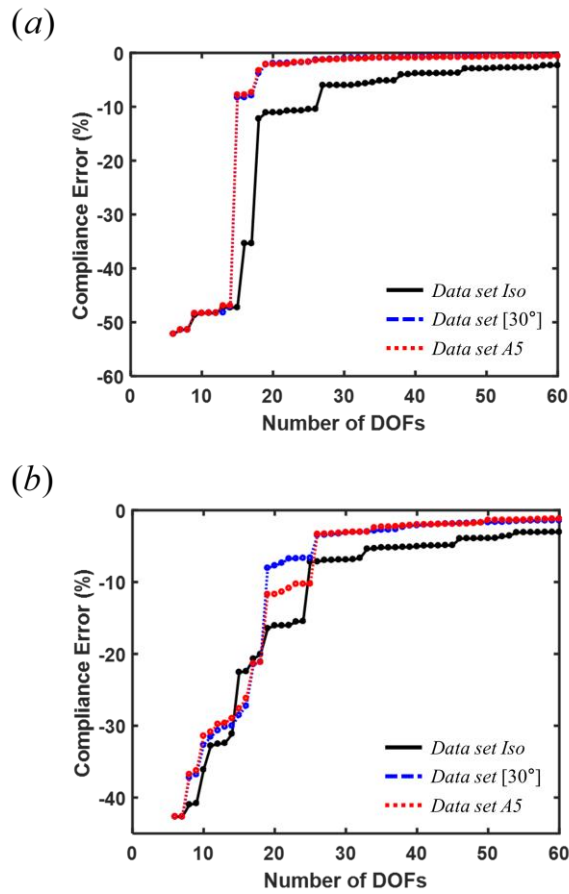 (a)
0
-10
-20
-30
-40
-50
-60
Compliance Error (%)
Data set Iso
Data set [30°]
Data set A5
0 10 20 30 40 50 60
Number of DOFs
(b)
0
-10
-20
-30
-40
Compliance Error (%)
Data set Iso
Data set [30°]
Data set A5
0 10 20 30 40 50 60
Number of DOFs